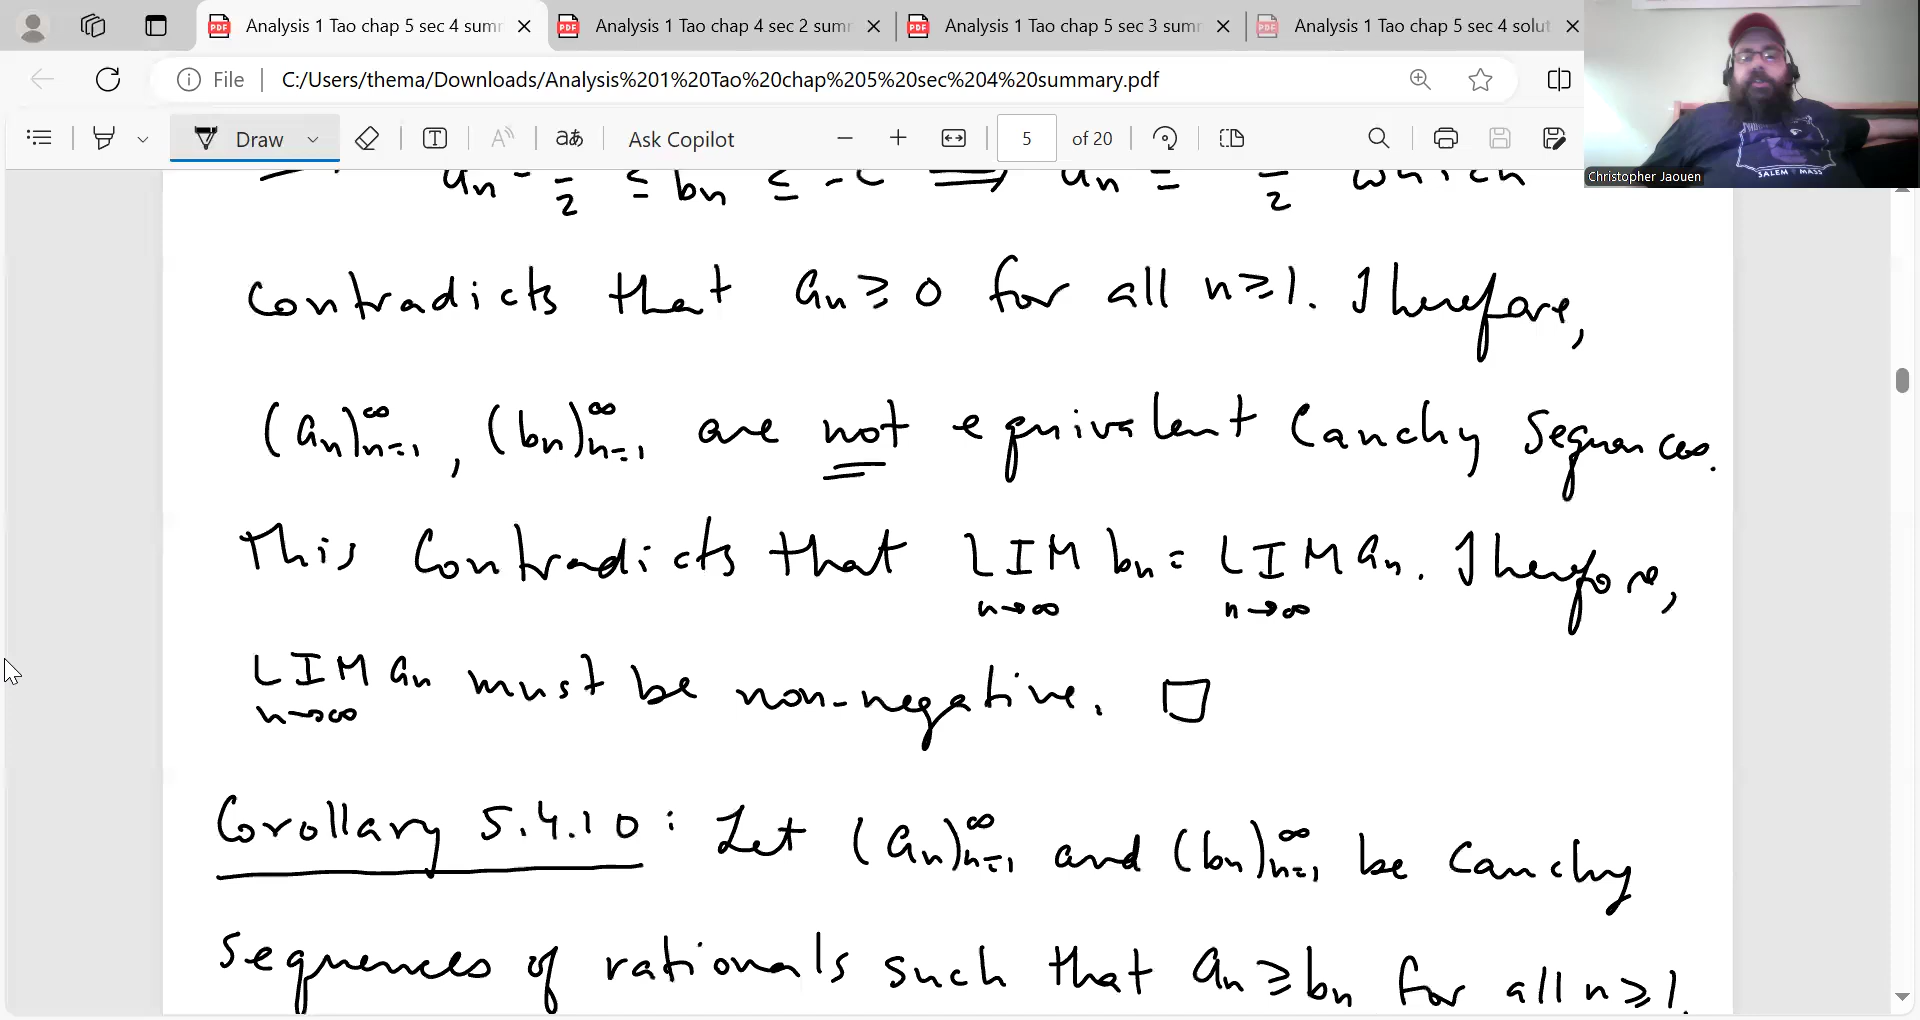 Analysis 1 Tao chap 5 sec 4 summ
Analysis 1 Tao chap 4 sec 2 summ
Analysis 1 Tao chap 5 sec 3 summ
Analysis 1 Tao chap 5 sec 4 solut
File
C:/Users/thema/Downloads/Analysis%201%20Tao%20chap%205%20sec%204%20summary.pdf
Draw
Ask Copilot
5 of 20
Christopher Jaouen
SALEM MASS
contradicts that aₙ ≥ 0 for all n ≥ 1. Therefore,
(aₙ)ₙ₌₁^∞, (bₙ)ₙ₌₁^∞ are not equivalent Cauchy sequences.
This contradicts that LIM n→∞ bₙ = LIM n→∞ aₙ. Therefore,
LIM n→∞ aₙ must be non-negative. □
Corollary 5.4.10: Let (aₙ)ₙ₌₁^∞ and (bₙ)ₙ₌₁^∞ be Cauchy
sequences of rationals such that aₙ ≥ bₙ for all n ≥ 1.